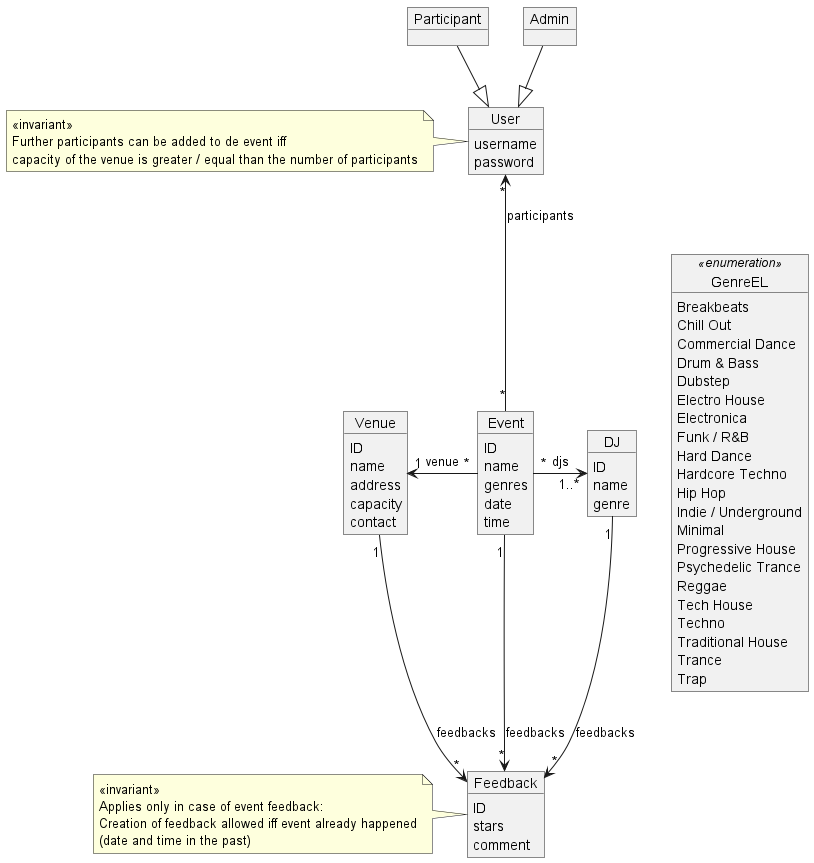 Participant
Admin
«invariant»
Further participants can be added to de event iff
capacity of the venue is greater / equal than the number of participants
User
username
password
*
participants
*
«enumeration»
GenreEL
Breakbeats
Chill Out
Commercial Dance
Drum & Bass
Dubstep
Electro House
Electronica
Funk / R&B
Hard Dance
Hardcore Techno
Hip Hop
Indie / Underground
Minimal
Progressive House
Psychedelic Trance
Reggae
Tech House
Techno
Traditional House
Trance
Trap
Venue
ID
name
address
capacity
contact
1 venue *
Event
ID
name
genres
date
time
* djs
1..*
DJ
ID
name
genre
1
1
1
feedbacks
feedbacks
feedbacks
*
*
*
«invariant»
Applies only in case of event feedback:
Creation of feedback allowed iff event already happened
(date and time in the past)
Feedback
ID
stars
comment